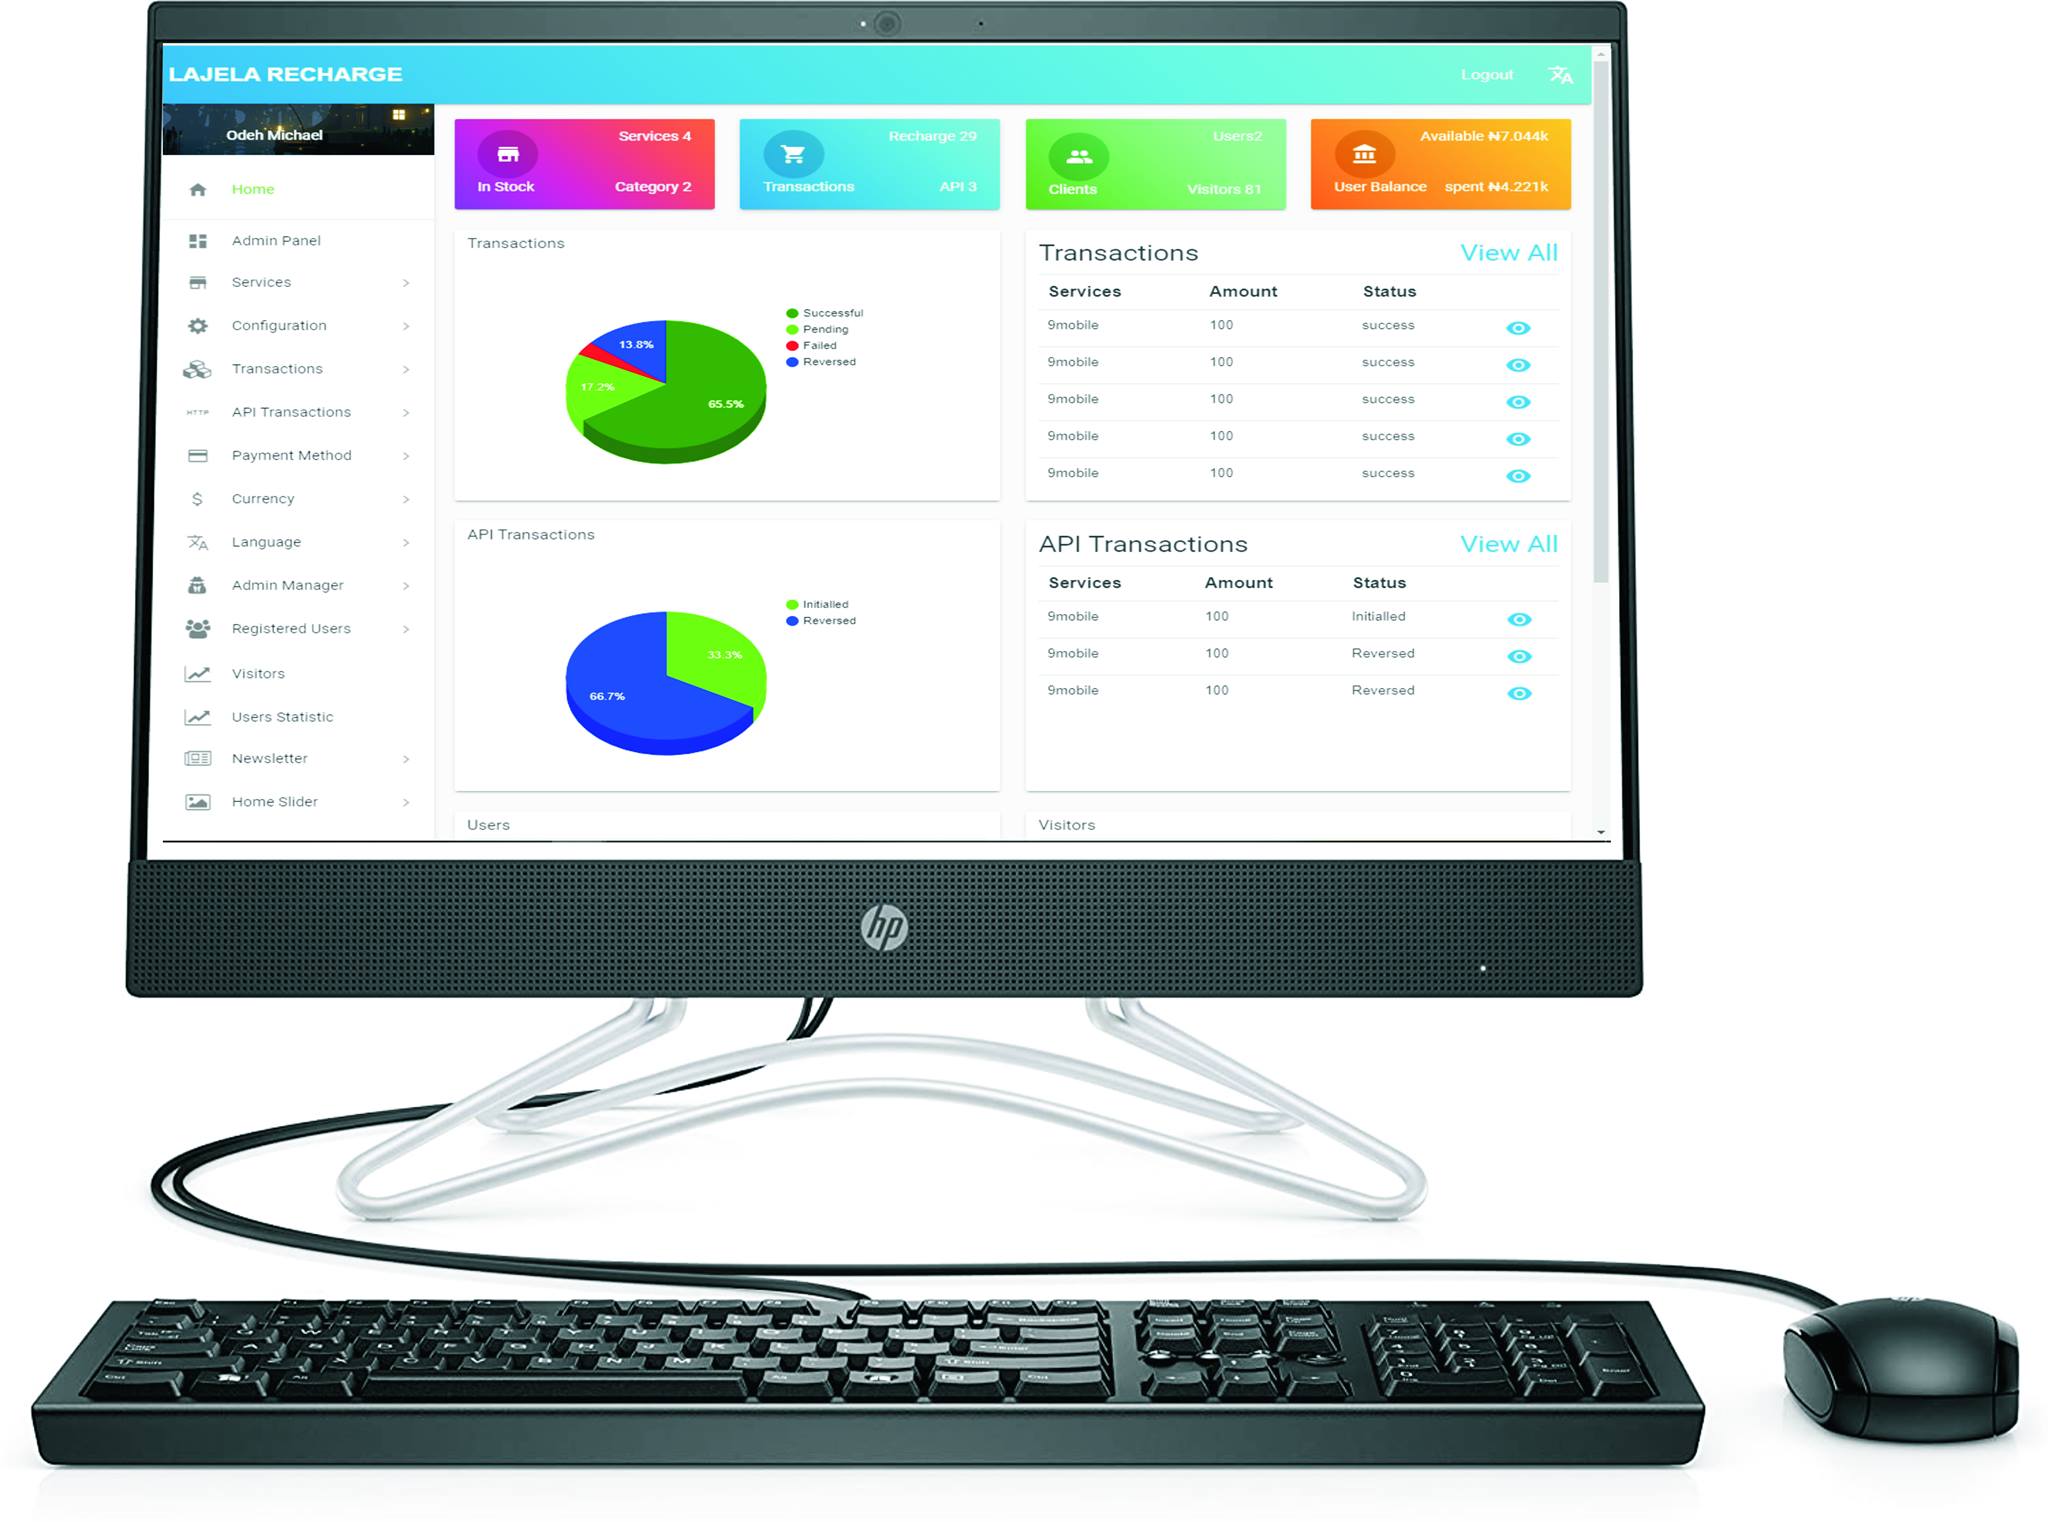 LAJELA RECHARGE
Logout
Odeh Michael
Home
Admin Panel
Services
Configuration
Transactions
HTTP
API Transactions
Payment Method
$
Currency
Language
Admin Manager
Registered Users
Visitors
Users Statistic
Newsletter
Home Slider
Services 4
In Stock
Category 2
Recharge 29
Transactions
API 3
Users2
Clients
Visitors 81
Available ₦7.044k
User Balance
spent ₦4.221k
Transactions
Successful
Pending
Failed
Reversed
13.8%
17.2%
65.5%
Transactions View All
Services Amount Status
9mobile 100 success
9mobile 100 success
9mobile 100 success
9mobile 100 success
9mobile 100 success
API Transactions
Initialled
Reversed
33.3%
66.7%
API Transactions View All
Services Amount Status
9mobile 100 Initialled
9mobile 100 Reversed
9mobile 100 Reversed
Users
Visitors
hp